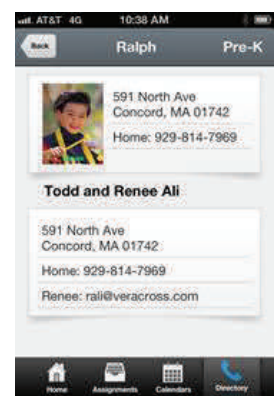 AT&T 4G 10:38 AM
Back Ralph Pre-K
591 North Ave
Concord, MA 01742
Home: 929-814-7969
Todd and Renee Ali
591 North Ave
Concord, MA 01742
Home: 929-814-7969
Renee: rali@veracross.com
Home Assignments Calendars Directory